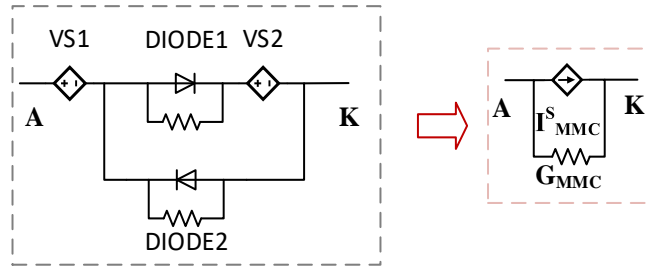 VS1 DIODE1 VS2
+ - + -
A K
DIODE2
A K
I^S_MMC
G_MMC